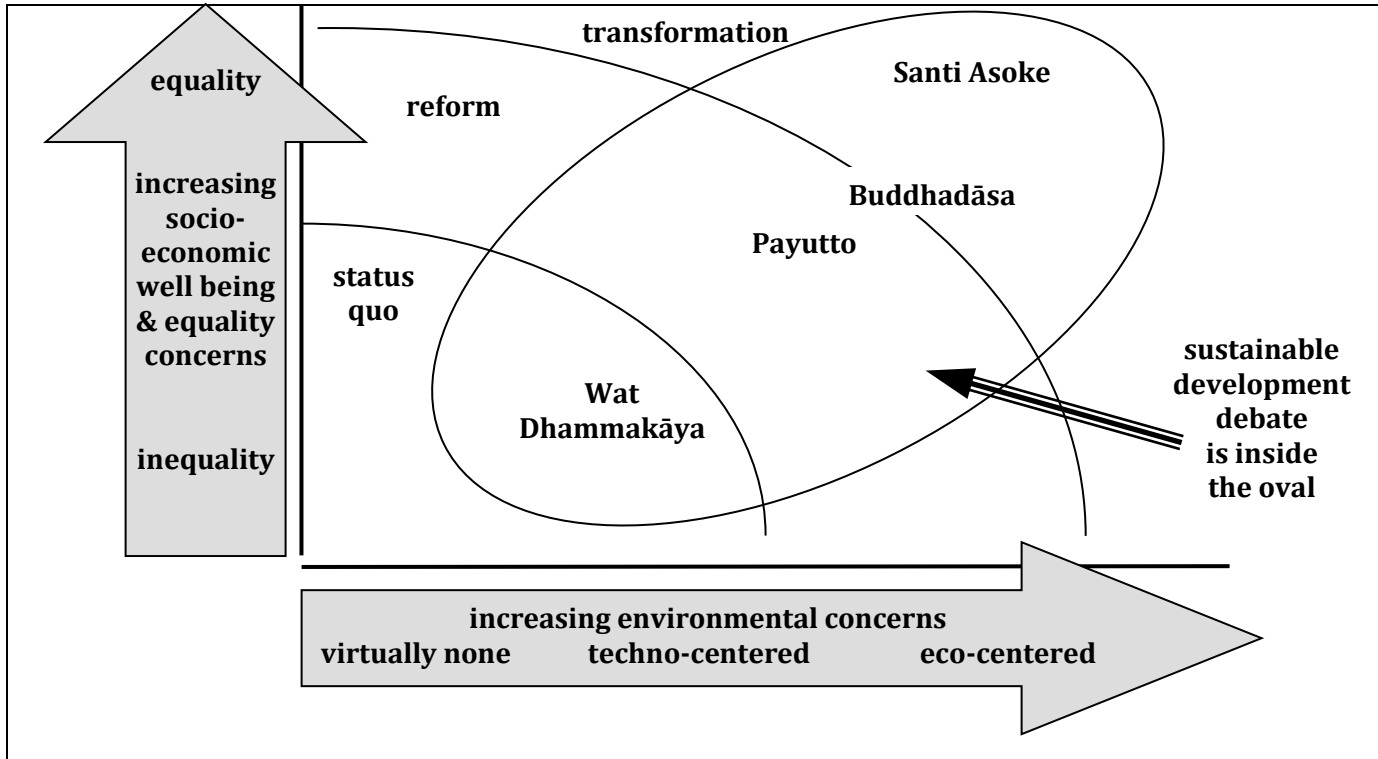 transformation
Santi Asoke
equality
reform
increasing
socio-
economic
well being
& equality
concerns
Buddhadāsa
Payutto
status
quo
sustainable
development
debate
is inside
the oval
Wat
Dhammakāya
inequality
increasing environmental concerns
virtually none techno-centered eco-centered